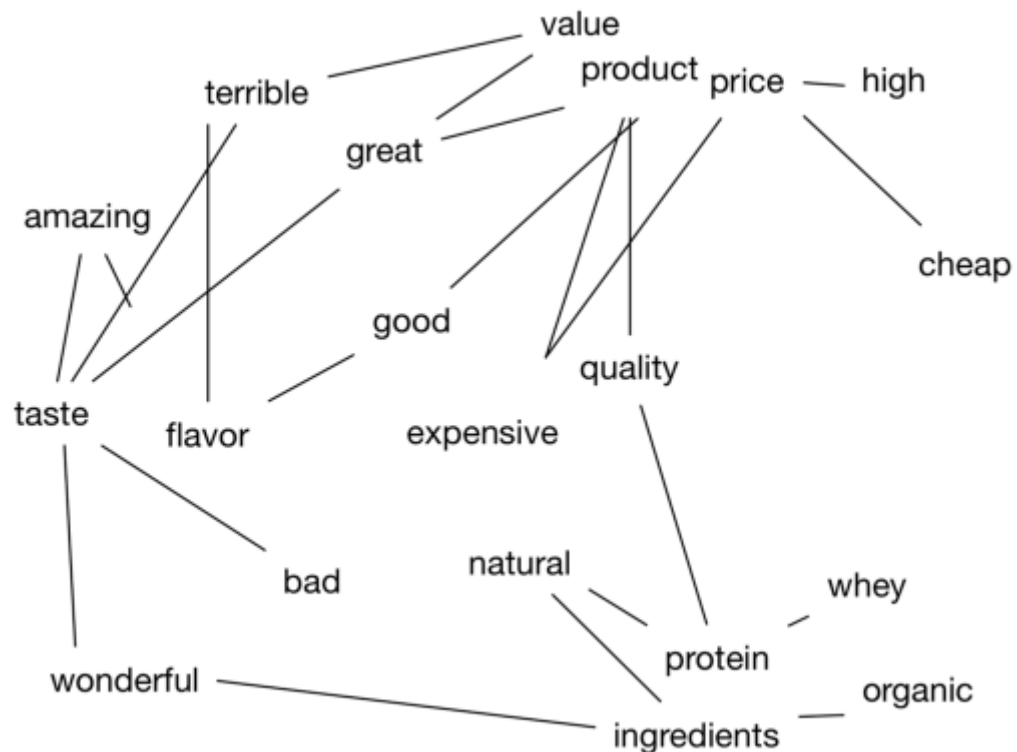 value
product
price
high
terrible
great
amazing
cheap
good
quality
taste
flavor
expensive
natural
bad
whey
protein
wonderful
organic
ingredients